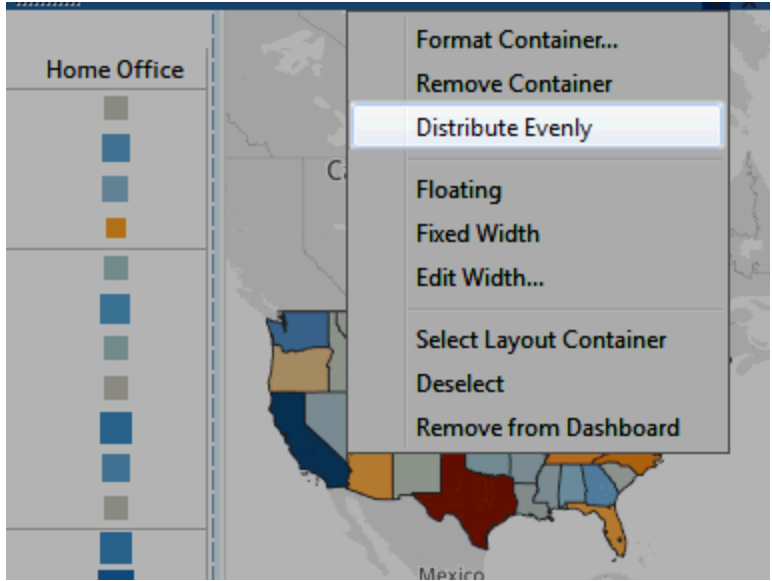 Home Office
Format Container...
Remove Container
Distribute Evenly
Floating
Fixed Width
Edit Width...
Select Layout Container
Deselect
Remove from Dashboard
Mexico